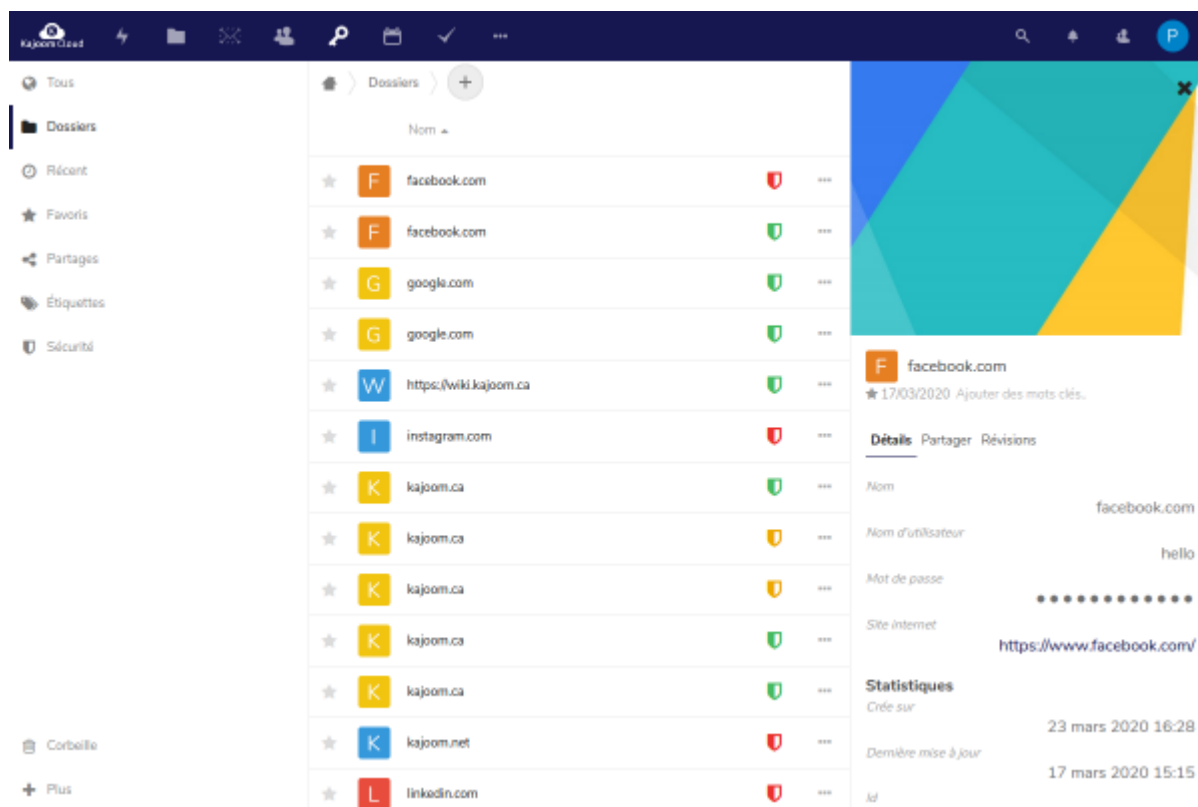 Kajoom Cloud
P
Tous
Dossiers
Récent
Favoris
Partages
Étiquettes
Sécurité
Corbeille
Plus
Dossiers
Nom
F facebook.com
F facebook.com
G google.com
G google.com
W https://wiki.kajoom.ca
I instagram.com
K kajoom.ca
K kajoom.ca
K kajoom.ca
K kajoom.ca
K kajoom.ca
K kajoom.net
L linkedin.com
F facebook.com
17/03/2020 Ajouter des mots clés..
Détails Partager Révisions
Nom
facebook.com
Nom d'utilisateur
hello
Mot de passe
●●●●●●●●●●●●
Site internet
https://www.facebook.com/
Statistiques
Crée sur
23 mars 2020 16:28
Dernière mise à jour
17 mars 2020 15:15
Id